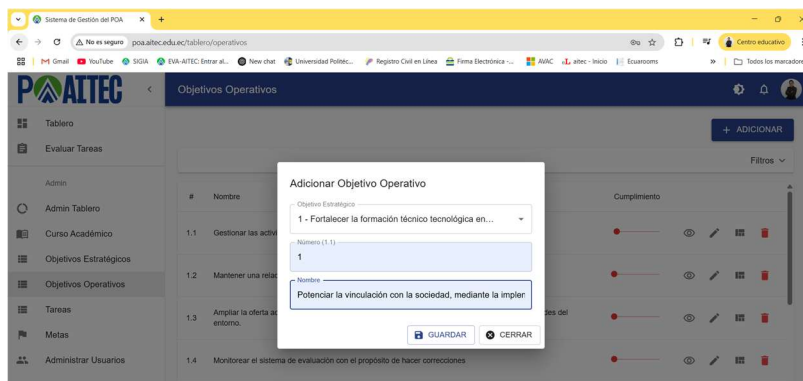 Sistema de Gestión del POA
No es seguro
poa.aitec.edu.ec/tablero/operativos
Centro educativo
Gmail
YouTube
SIGIA
EVA-AITEC: Entrar al...
New chat
Universidad Politéc...
Registro Civil en Línea
Firma Electrónica -...
AVAC
aitec - Inicio
Ecuarooms
»
Todos los marcadores
POAAITEC
Objetivos Operativos
Tablero
Evaluar Tareas
Admin
Admin Tablero
Curso Académico
Objetivos Estratégicos
Objetivos Operativos
Tareas
Metas
Administrar Usuarios
+ ADICIONAR
Filtros
# Nombre Cumplimiento
1.1 Gestionar las activi
1.2 Mantener una relac
1.3 Ampliar la oferta ac des del
entorno.
1.4 Monitorear el sistema de evaluación con el propósito de hacer correcciones
Adicionar Objetivo Operativo
Objetivo Estratégico
1 - Fortalecer la formación técnico tecnológica en...
Número (1.1)
1
Nombre
Potenciar la vinculación con la sociedad, mediante la implen
GUARDAR
CERRAR